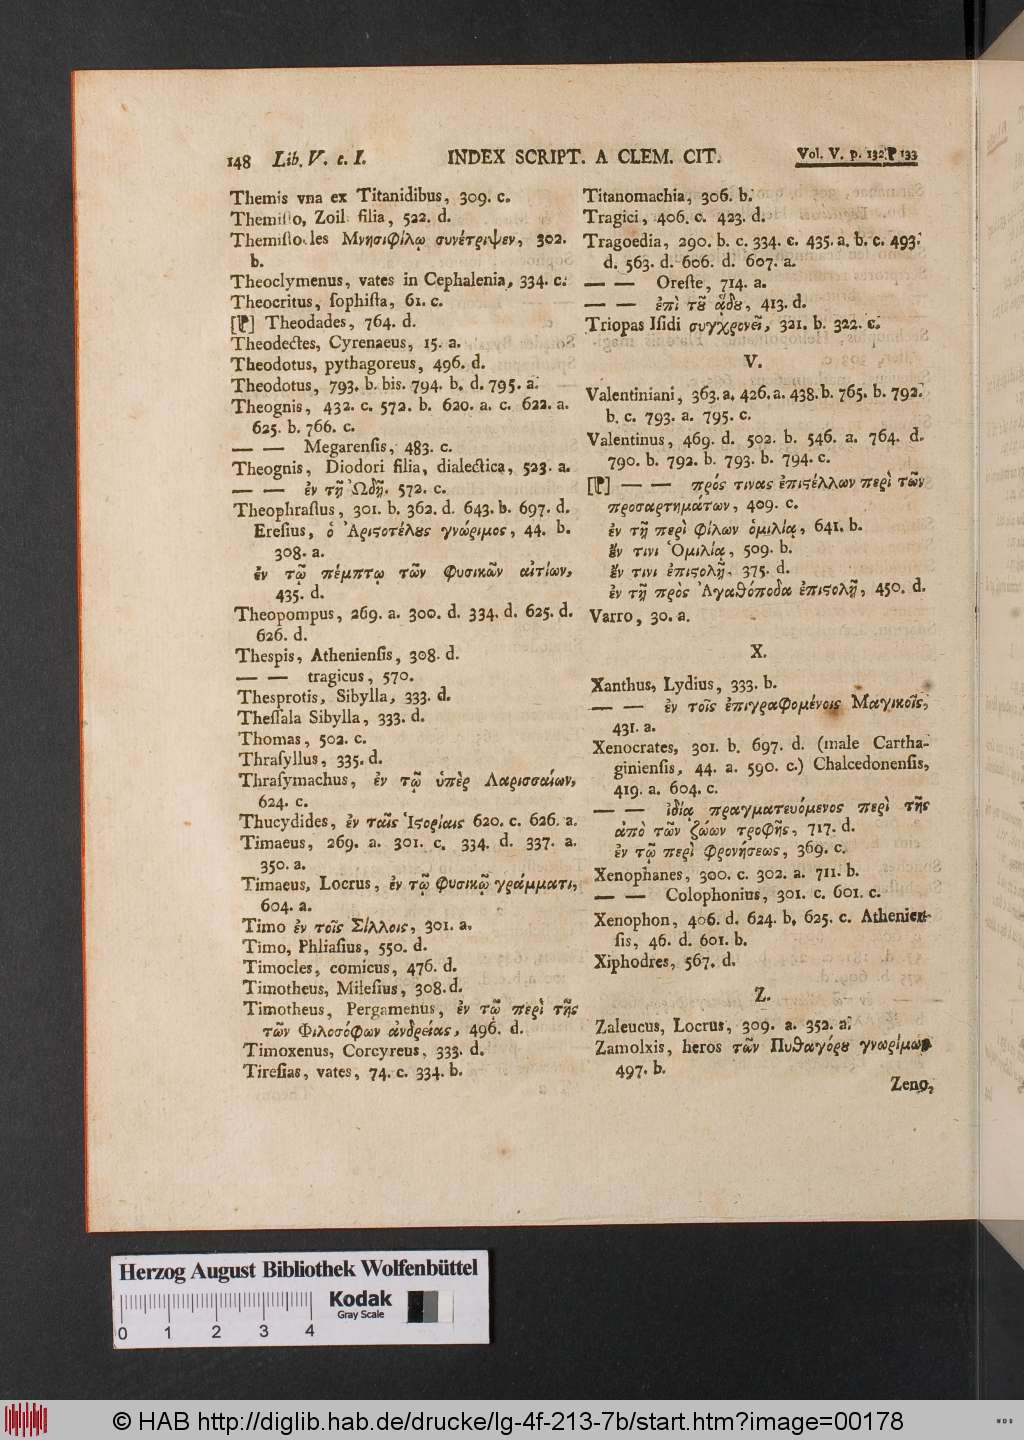 148 Lib. V. c. I. INDEX SCRIPT. A CLEM. CIT. Vol. V. p. 132 133
Themis vna ex Titanidibus, 309. c.
Themisto, Zoil filia, 522. d.
Themistocles Μνησιφίλῳ συνέτριψεν, 302.
b.
Theoclymenus, vates in Cephalenia, 334. c.
Theocritus, ſophiſta, 61. c.
[P] Theodades, 764. d.
Theodectes, Cyrenaeus, 15. a.
Theodotus, pythagoreus, 496. d.
Theodotus, 793. b. bis. 794. b. d. 795. a.
Theognis, 432. c. 572. b. 620. a. c. 622. a.
625. b. 766. c.
— — Megarenſis, 483. c.
Theognis, Diodori filia, dialectica, 523. a.
— — ἐν τῇ Ὠδῇ. 572. c.
Theophraſtus, 301. b. 362. d. 643. b. 697. d.
Ereſius, ὁ Ἀριςοτέλȣς γνώριμος, 44. b.
308. a.
ἐν τῷ πέμπτῳ τῶν φυσικῶν αἰτίων,
435. d.
Theopompus, 269. a. 300. d. 334. d. 625. d.
626. d.
Thespis, Athenienſis, 308. d.
— — tragicus, 570.
Thesprotis, Sibylla, 333. d.
Theſſala Sibylla, 333. d.
Thomas, 502. c.
Thraſyllus, 335. d.
Thraſymachus, ἐν τῷ ὑπὲρ Λαρισσαίων,
624. c.
Thucydides, ἐν ταῖς Ἱςορίαις 620. c. 626. a.
Timaeus, 269. a. 301. c. 334. d. 337. a.
350. a.
Timaeus, Locrus, ἐν τῷ φυσικῷ γράμματι,
604. a.
Timo ἐν τοῖς Σίλλοις, 301. a.
Timo, Phliaſius, 550. d.
Timocles, comicus, 476. d.
Timotheus, Mileſius, 308. d.
Timotheus, Pergamenus, ἐν τῷ περὶ τῆς
τῶν Φιλοσόφων ἀνδρείας, 496. d.
Timoxenus, Corcyreus, 333. d.
Tireſias, vates, 74. c. 334. b.
Titanomachia, 306. b.
Tragici, 406. c. 423. d.
Tragoedia, 290. b. c. 334. c. 435. a. b. c. 493.
d. 563. d. 606. d. 607. a.
— — Oreſte, 714. a.
— — ἐπὶ τȣ͂ ᾅδȣ, 413. d.
Triopas Iſidi συγχρονεῖ, 321. b. 322. c.
V.
Valentiniani, 363. a. 426. a. 438. b. 765. b. 792.
b. c. 793. a. 795. c.
Valentinus, 469. d. 502. b. 546. a. 764. d.
790. b. 792. b. 793. b. 794. c.
[P] — — πρός τινας ἐπιςέλλων περὶ τῶν
προσαρτημάτων, 409. c.
ἐν τῇ περὶ φίλων ὁμιλίᾳ, 641. b.
ἔν τινι Ὁμιλίᾳ, 509. b.
ἔν τινι ἐπιςολῇ. 375. d.
ἐν τῇ πρὸς Ἀγαθόποδα ἐπιςολῇ, 450. d.
Varro, 30. a.
X.
Xanthus, Lydius, 333. b.
— — ἐν τοῖς ἐπιγραφομένοις Μαγικοῖς,
431. a.
Xenocrates, 301. b. 697. d. (male Cartha-
ginienſis, 44. a. 590. c.) Chalcedonenſis,
419. a. 604. c.
— — ἰδίᾳ πραγματευόμενος περὶ τῆς
ἀπὸ τῶν ζώων τροφῆς, 717. d.
ἐν τῷ περὶ φρονήσεως, 369. c.
Xenophanes, 300. c. 302. a. 711. b.
— — Colophonius, 301. c. 601. c.
Xenophon, 406. d. 624. b. 625. c. Athenien-
ſis, 46. d. 601. b.
Xiphodres, 567. d.
Z.
Zaleucus, Locrus, 309. a. 352. a.
Zamolxis, heros τῶν Πυθαγόρȣ γνωρίμων
497. b.
Zeno,
Herzog August Bibliothek Wolfenbüttel
Kodak
Gray Scale
0 1 2 3 4
© HAB http://diglib.hab.de/drucke/lg-4f-213-7b/start.htm?image=00178